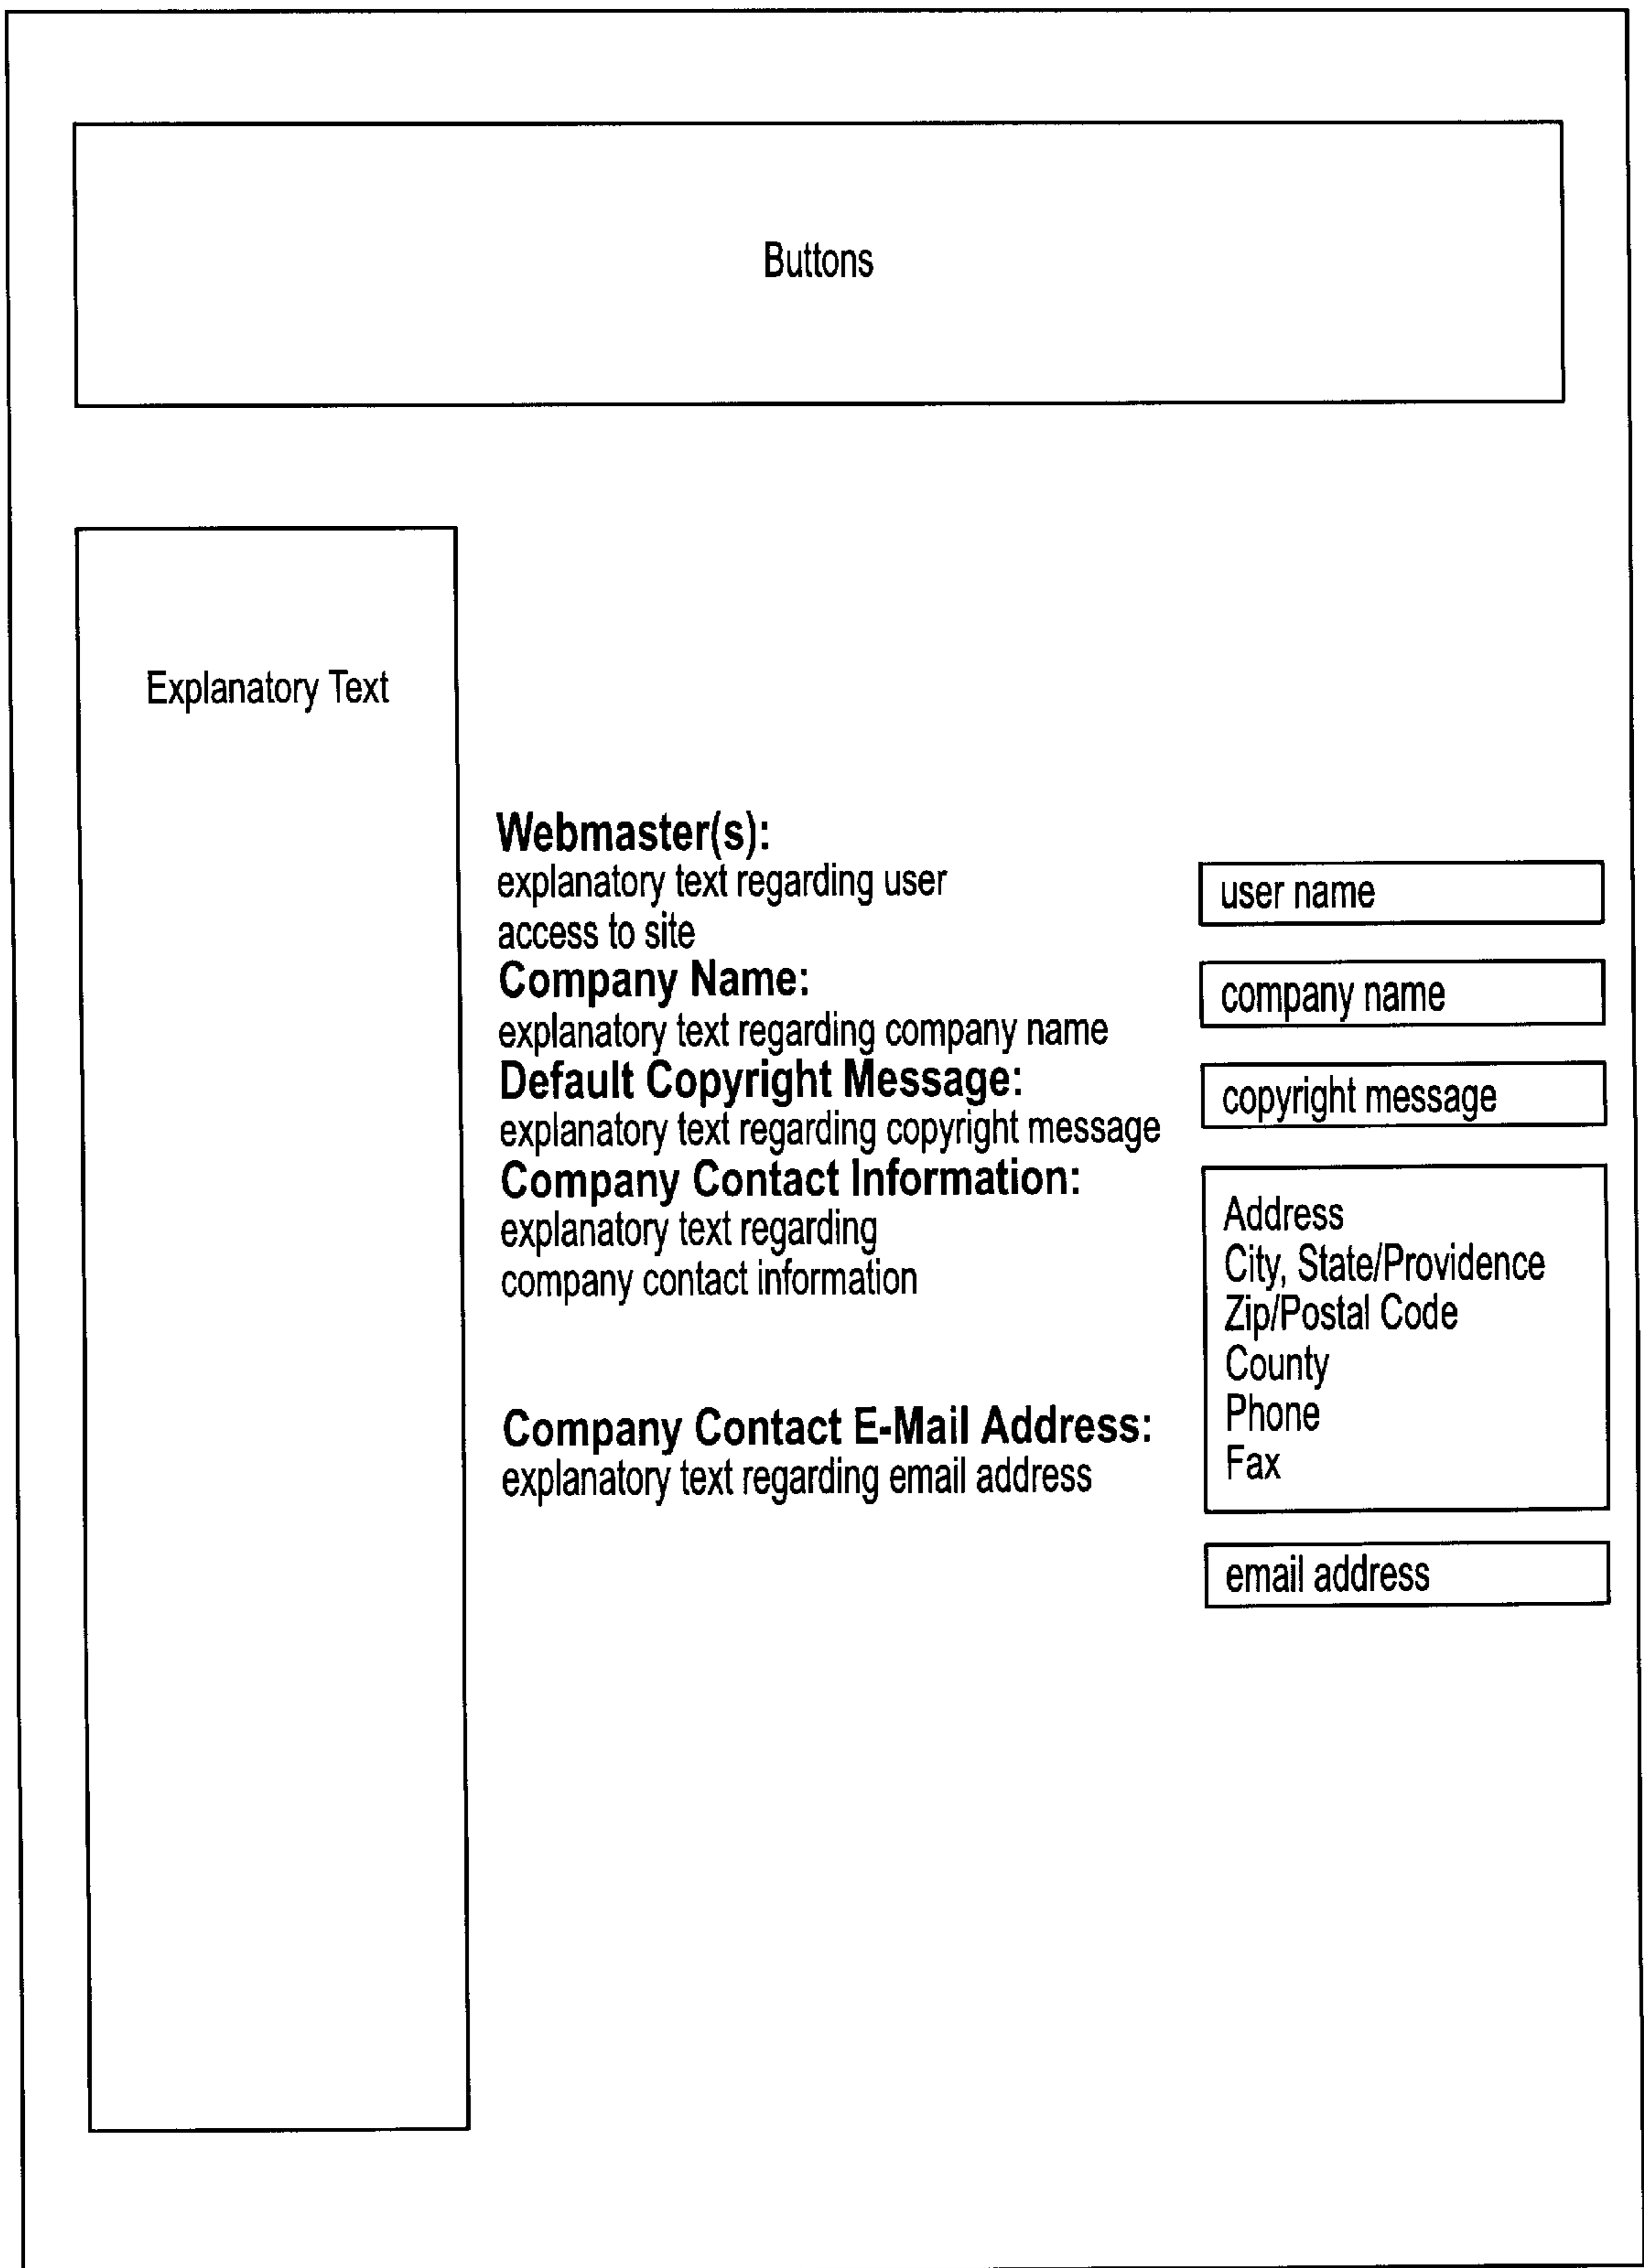 Buttons
Explanatory Text
Webmaster(s):
explanatory text regarding user
access to site
user name
Company Name:
explanatory text regarding company name
company name
Default Copyright Message:
explanatory text regarding copyright message
copyright message
Company Contact Information:
explanatory text regarding
company contact information
Address
City, State/Providence
Zip/Postal Code
County
Phone
Fax
Company Contact E-Mail Address:
explanatory text regarding email address
email address